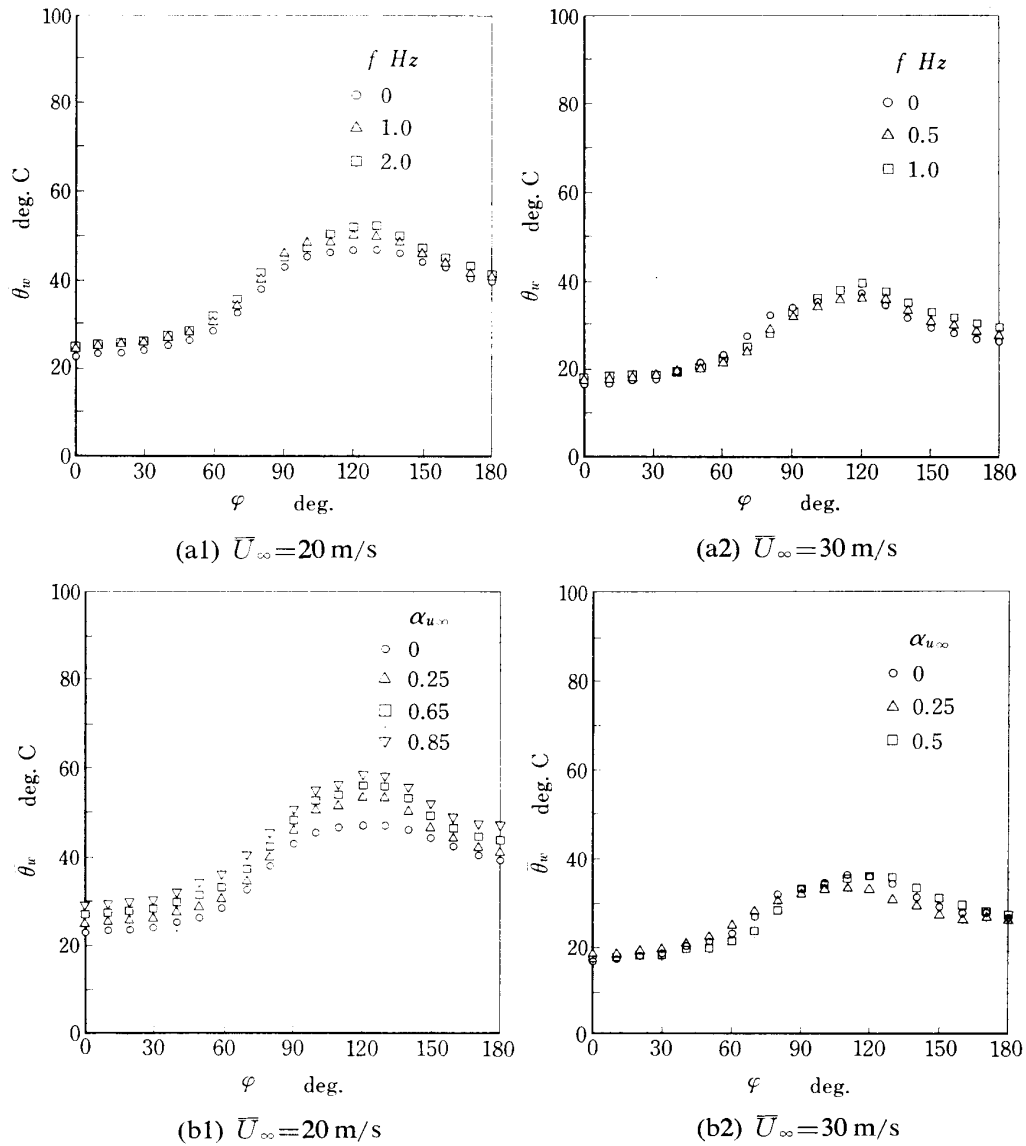 100
80
60
40
20
0
θw deg. C
f Hz
○ 0
△ 1.0
□ 2.0
0 30 60 90 120 150 180
φ deg.
(a1) U̅∞=20 m/s
100
80
60
40
20
0
θw deg. C
f Hz
○ 0
△ 0.5
□ 1.0
0 30 60 90 120 150 180
φ deg.
(a2) U̅∞=30 m/s
100
80
60
40
20
0
θw deg. C
αu∞
○ 0
△ 0.25
□ 0.65
▽ 0.85
0 30 60 90 120 150 180
φ deg.
(b1) U̅∞=20 m/s
100
80
60
40
20
0
θ̄w deg. C
αu∞
○ 0
△ 0.25
□ 0.5
0 30 60 90 120 150 180
φ deg.
(b2) U̅∞=30 m/s